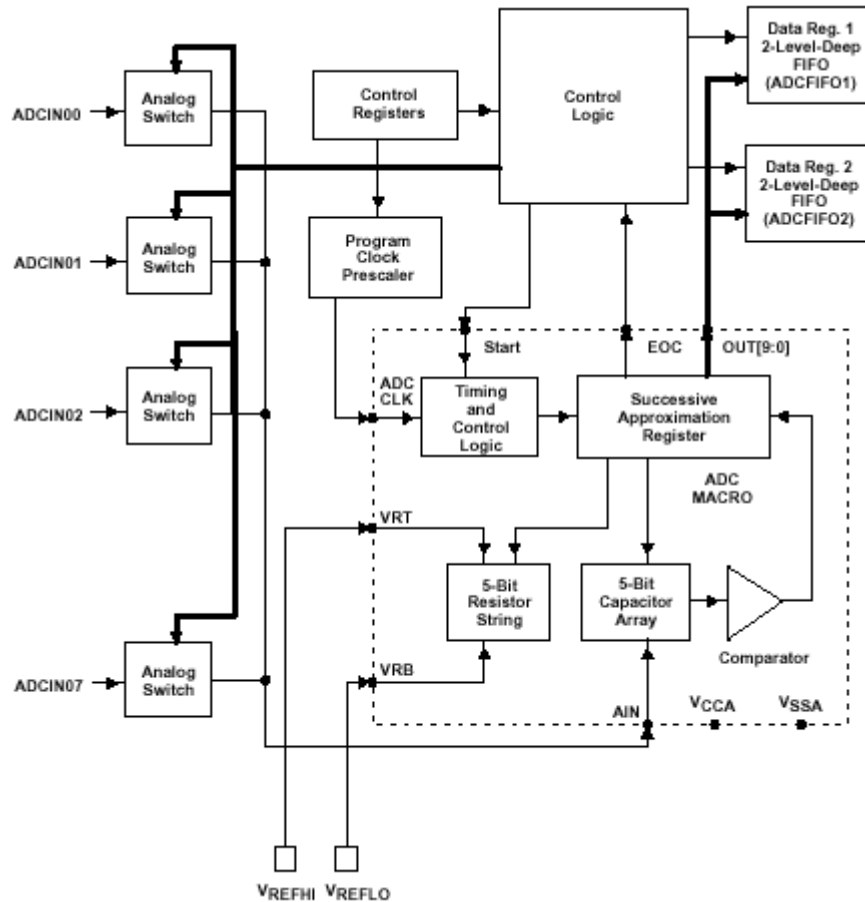 Data Reg. 1
2-Level-Deep
FIFO
(ADCFIFO1)
Control
Registers
Control
Logic
Analog
Switch
ADCIN00
Data Reg. 2
2-Level-Deep
FIFO
(ADCFIFO2)
Analog
Switch
ADCIN01
Program
Clock
Prescaler
Start
EOC
OUT[9:0]
ADCIN02
Analog
Switch
ADC
CLK
Timing
and
Control
Logic
Successive
Approximation
Register
ADC
MACRO
VRT
5-Bit
Resistor
String
5-Bit
Capacitor
Array
Comparator
ADCIN07
Analog
Switch
VRB
AIN
VCCA
VSSA
VREFHI
VREFLO